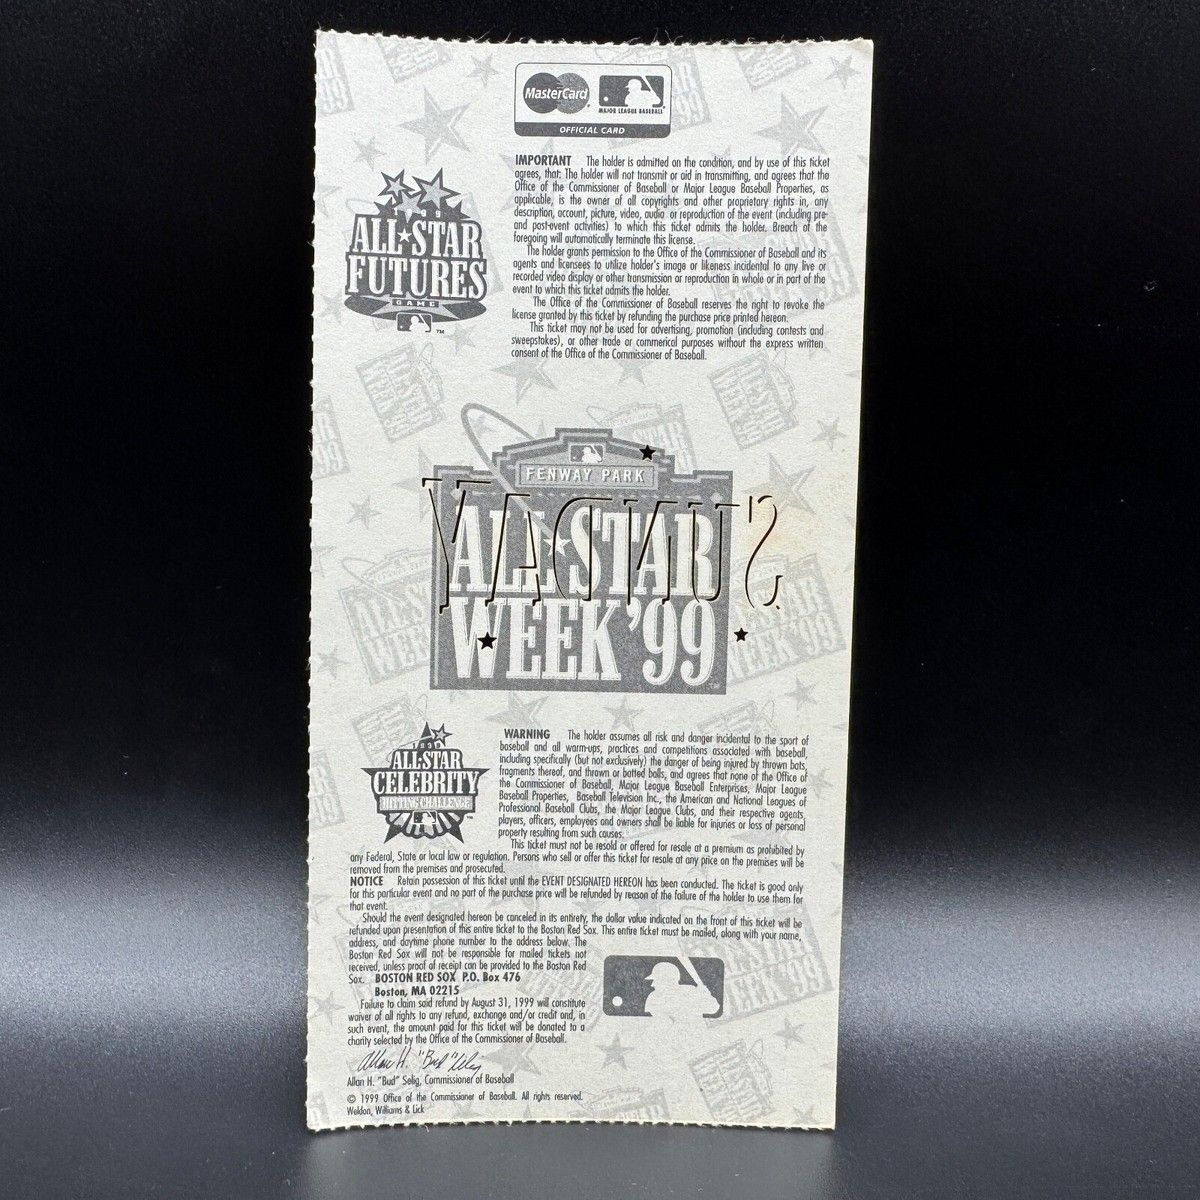 MasterCard
MAJOR LEAGUE BASEBALL
OFFICIAL CARD
IMPORTANT The holder is admitted on the condition, and by use of this ticket
agrees, that: The holder will not transmit or aid in transmitting, and agrees that the
Office of the Commissioner of Baseball or Major League Baseball Properties, as
applicable, is the owner of all copyrights and other proprietary rights in, any
description, account, picture, video, audio or reproduction of the event (including pre-
and post-event activities) to which this ticket admits the holder. Breach of the
foregoing will automatically terminate this license.
The holder grants permission to the Office of the Commissioner of Baseball and its
agents and licensees to utilize holder's image or likeness incidental to any live or
recorded video display or other transmission or reproduction in whole or in part of the
event to which this ticket admits the holder.
The Office of the Commissioner of Baseball reserves the right to revoke the
license granted by this ticket by refunding the purchase price printed hereon.
This ticket may not be used for advertising, promotion (including contests and
sweepstakes), or other trade or commerical purposes without the express written
consent of the Office of the Commissioner of Baseball.
ALL★STAR
FUTURES
GAME
TM
FENWAY PARK
ALL★STAR
WEEK '99
SUNDAY
1999
ALL★STAR
CELEBRITY
HITTING CHALLENGE
WARNING The holder assumes all risk and danger incidental to the sport of
baseball and all warm-ups, practices and competitions associated with baseball,
including specifically (but not exclusively) the danger of being injured by thrown bats,
fragments thereof, and thrown or batted balls, and agrees that none of the Office of
the Commissioner of Baseball, Major League Baseball Enterprises, Major League
Baseball Properties, Baseball Television Inc., the American and National Leagues of
Professional Baseball Clubs, the Major League Clubs, and their respective agents,
players, officers, employees and owners shall be liable for injuries or loss of personal
property resulting from such causes.
This ticket must not be resold or offered for resale at a premium as prohibited by
any Federal, State or local law or regulation. Persons who sell or offer this ticket for resale at any price on the premises will be
removed from the premises and prosecuted.
NOTICE Retain possession of this ticket until the EVENT DESIGNATED HEREON has been conducted. The ticket is good only
for this particular event and no part of the purchase price will be refunded by reason of the failure of the holder to use them for
that event.
Should the event designated hereon be canceled in its entirety, the dollar value indicated on the front of this ticket will be
refunded upon presentation of this entire ticket to the Boston Red Sox. This entire ticket must be mailed, along with your name,
address, and daytime phone number to the address below. The
Boston Red Sox will not be responsible for mailed tickets not
received, unless proof of receipt can be provided to the Boston Red
Sox. BOSTON RED SOX P.O. Box 476
Boston, MA 02215
Failure to claim said refund by August 31, 1999 will constitute
waiver of all rights to any refund, exchange and/or credit and, in
such event, the amount paid for this ticket will be donated to a
charity selected by the Office of the Commissioner of Baseball.
Allan H. "Bud" Selig
Allan H. "Bud" Selig, Commissioner of Baseball
© 1999 Office of the Commissioner of Baseball. All rights reserved.
Weldon, Williams & Lick